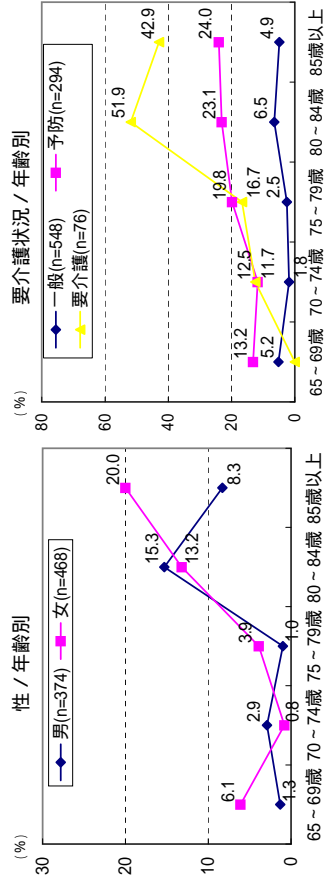 性 / 年齢別
(%)
男(n=374)
女(n=468)
30
20
10
0
6.1
1.3
2.9
0.8
3.9
1.0
15.3
13.2
20.0
8.3
65～69歳
70～74歳
75～79歳
80～84歳
85歳以上
要介護状況 / 年齢別
(%)
一般(n=548)
予防(n=294)
要介護(n=76)
80
60
40
20
0
13.2
5.2
12.5
11.7
1.8
19.8
16.7
2.5
51.9
23.1
6.5
42.9
24.0
4.9
65～69歳
70～74歳
75～79歳
80～84歳
85歳以上